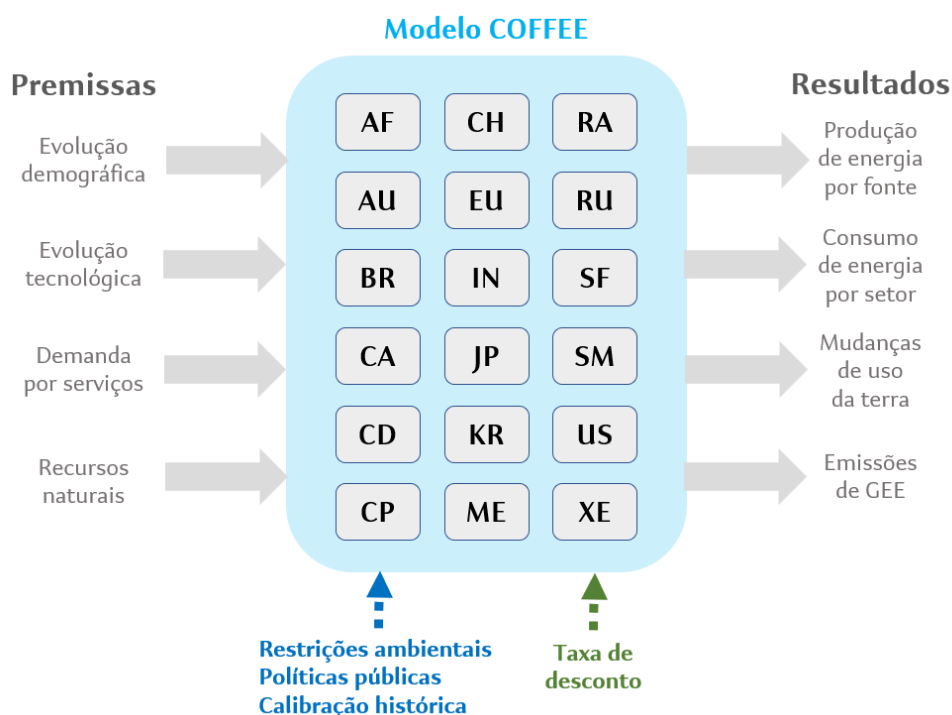 Modelo COFFEE
Premissas
Evolução
demográfica
Evolução
tecnológica
Demanda
por serviços
Recursos
naturais
AF CH RA
AU EU RU
BR IN SF
CA JP SM
CD KR US
CP ME XE
Resultados
Produção
de energia
por fonte
Consumo
de energia
por setor
Mudanças
de uso
da terra
Emissões
de GEE
Restrições ambientais
Políticas públicas
Calibração histórica
Taxa de
desconto